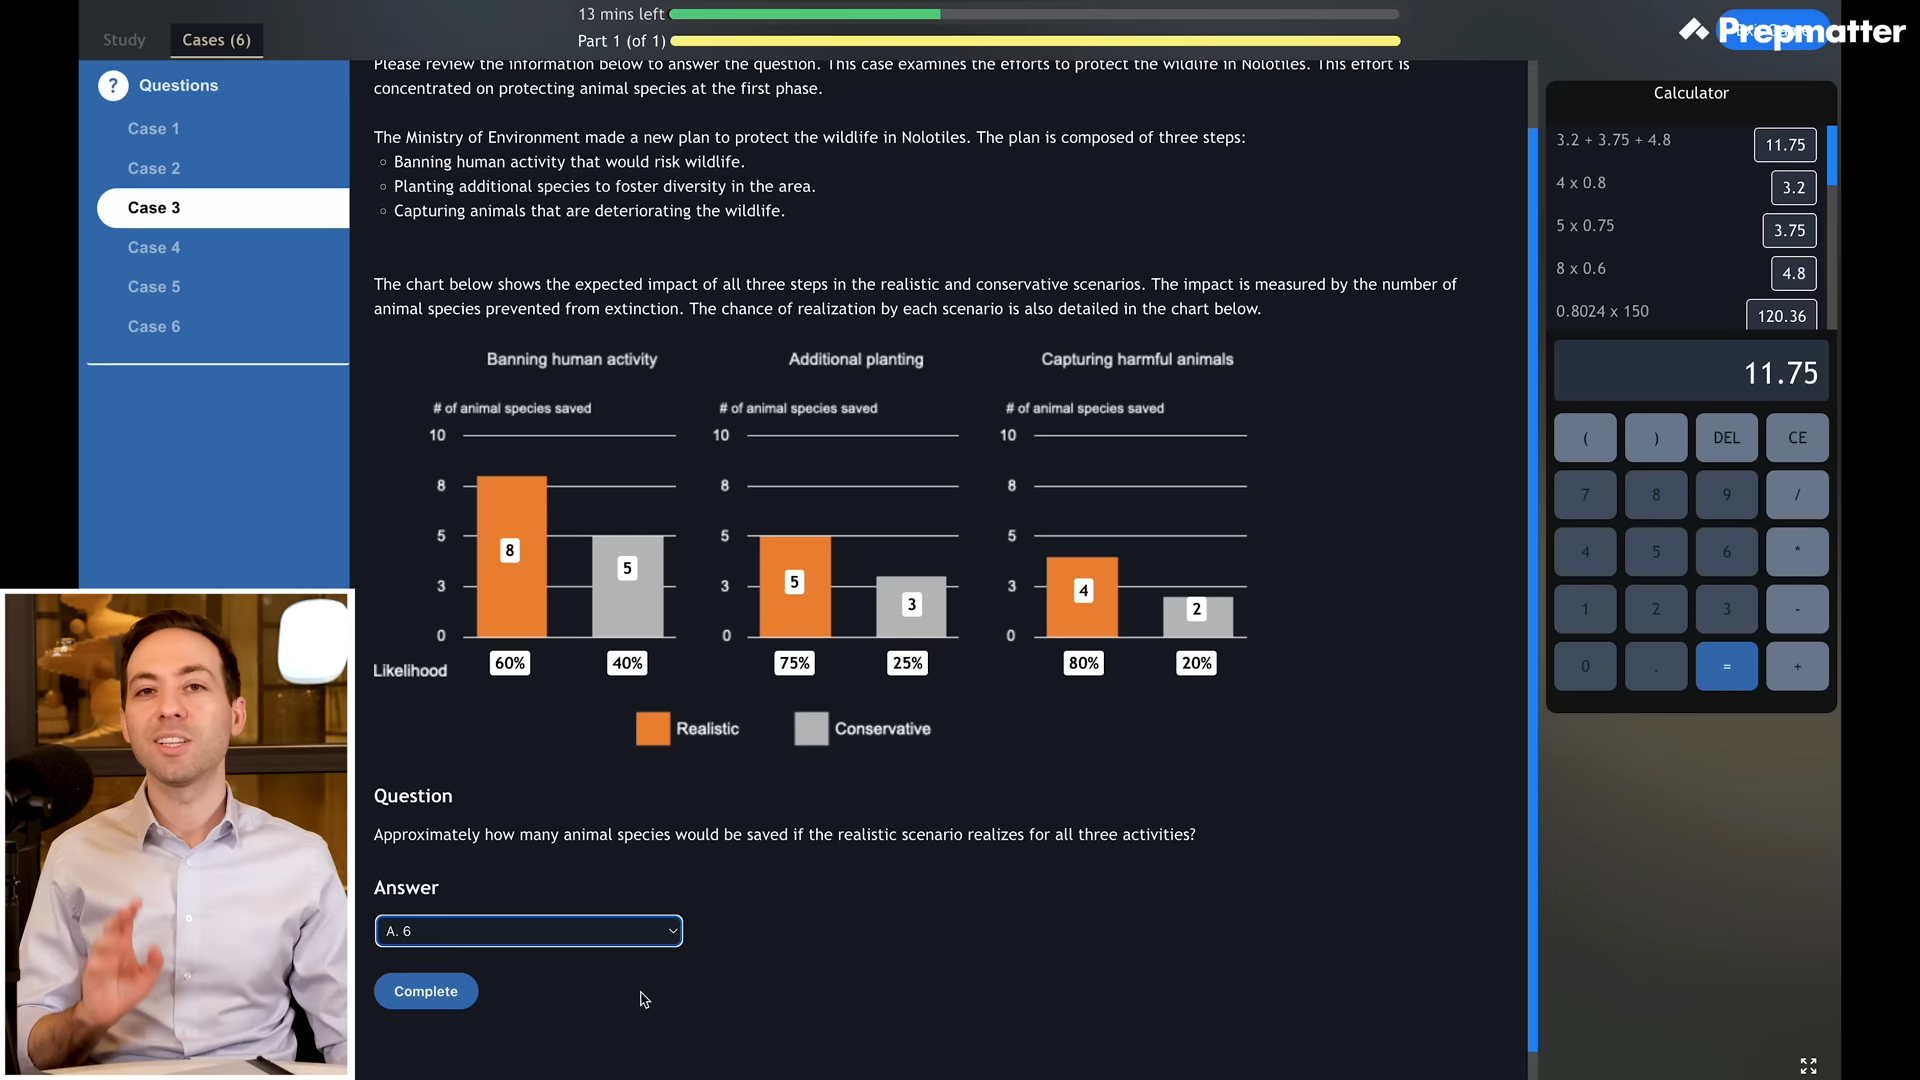 13 mins left
Part 1 (of 1)
Study
Cases (6)
Prepmatter
Questions
Case 1
Case 2
Case 3
Case 4
Case 5
Case 6
Please review the information below to answer the question. This case examines the efforts to protect the wildlife in Nolotiles. This effort is
concentrated on protecting animal species at the first phase.
The Ministry of Environment made a new plan to protect the wildlife in Nolotiles. The plan is composed of three steps:
Banning human activity that would risk wildlife.
Planting additional species to foster diversity in the area.
Capturing animals that are deteriorating the wildlife.
The chart below shows the expected impact of all three steps in the realistic and conservative scenarios. The impact is measured by the number of
animal species prevented from extinction. The chance of realization by each scenario is also detailed in the chart below.
Banning human activity
# of animal species saved
10
8
5
3
0
8
5
Likelihood
60%
40%
Additional planting
# of animal species saved
10
8
5
3
0
5
3
75%
25%
Capturing harmful animals
# of animal species saved
10
8
5
3
0
4
2
80%
20%
Realistic
Conservative
Question
Approximately how many animal species would be saved if the realistic scenario realizes for all three activities?
Answer
A. 6
Complete
Calculator
3.2 + 3.75 + 4.8
11.75
4 x 0.8
3.2
5 x 0.75
3.75
8 x 0.6
4.8
0.8024 x 150
120.36
11.75
( ) DEL CE
7 8 9 /
4 5 6 *
1 2 3 -
0 . = +